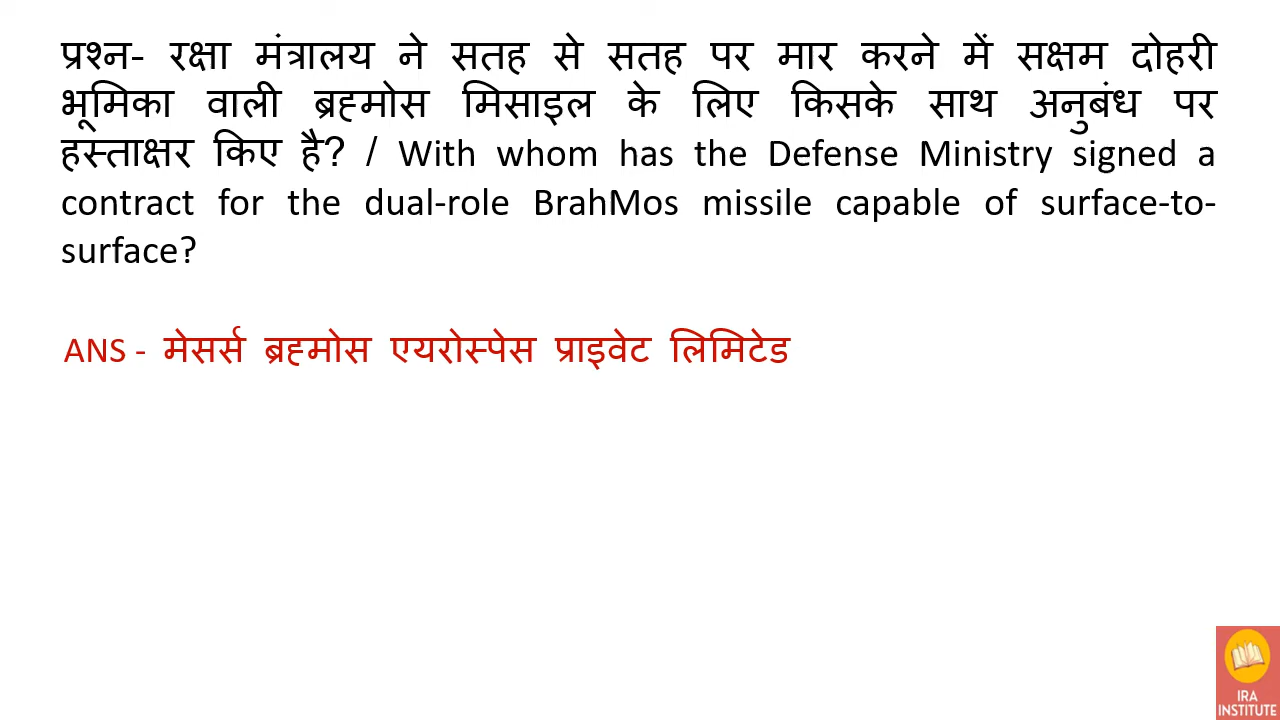 प्रश्न- रक्षा मंत्रालय ने सतह से सतह पर मार करने में सक्षम दोहरी
भूमिका वाली ब्रह्मोस मिसाइल के लिए किसके साथ अनुबंध पर
हस्ताक्षर किए है? / With whom has the Defense Ministry signed a
contract for the dual-role BrahMos missile capable of surface-to-
surface?
ANS - मेसर्स ब्रह्मोस एयरोस्पेस प्राइवेट लिमिटेड
IRA
INSTITUTE